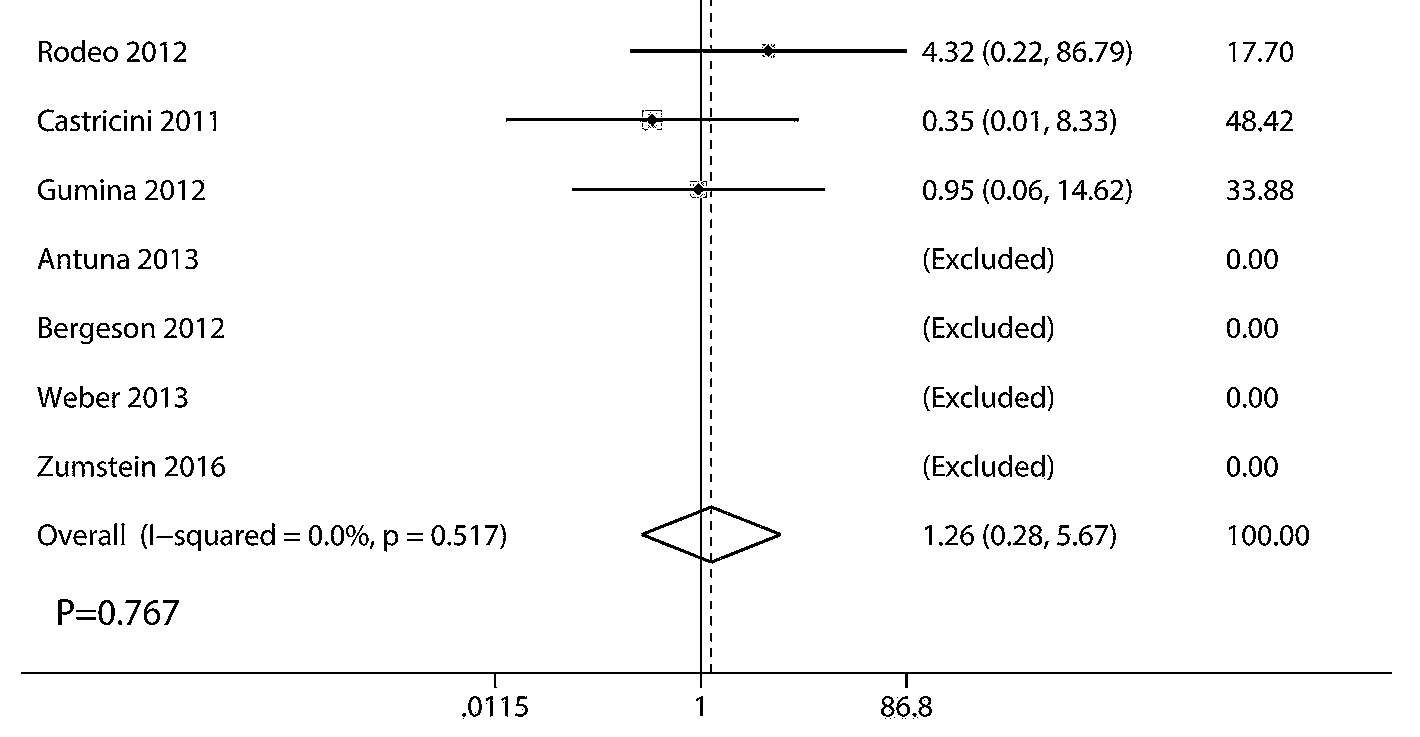 Rodeo 2012 4.32 (0.22, 86.79) 17.70
Castricini 2011 0.35 (0.01, 8.33) 48.42
Gumina 2012 0.95 (0.06, 14.62) 33.88
Antuna 2013 (Excluded) 0.00
Bergeson 2012 (Excluded) 0.00
Weber 2013 (Excluded) 0.00
Zumstein 2016 (Excluded) 0.00
Overall (I−squared = 0.0%, p = 0.517) 1.26 (0.28, 5.67) 100.00
P=0.767
.0115 1 86.8